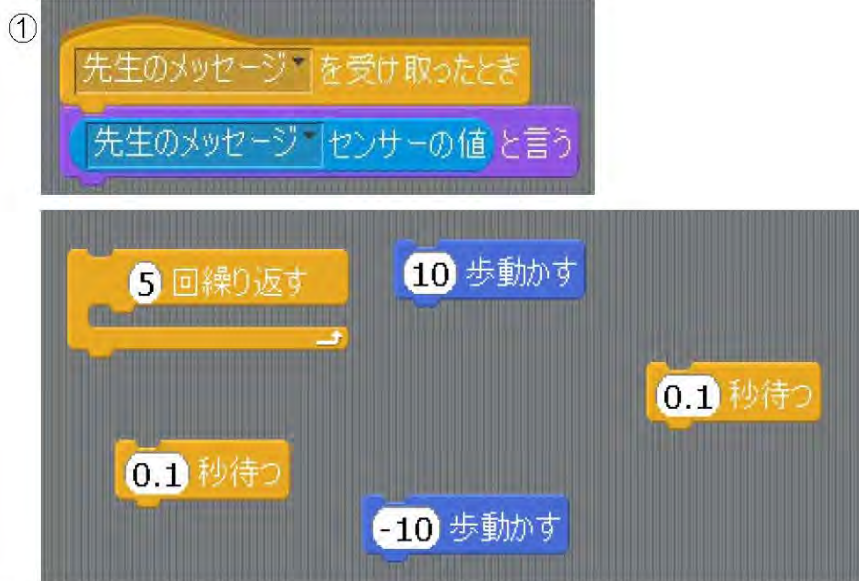 ①
先生のメッセージ を受け取ったとき
先生のメッセージ センサーの値 と言う
5 回繰り返す
10 歩動かす
0.1 秒待つ
0.1 秒待つ
-10 歩動かす